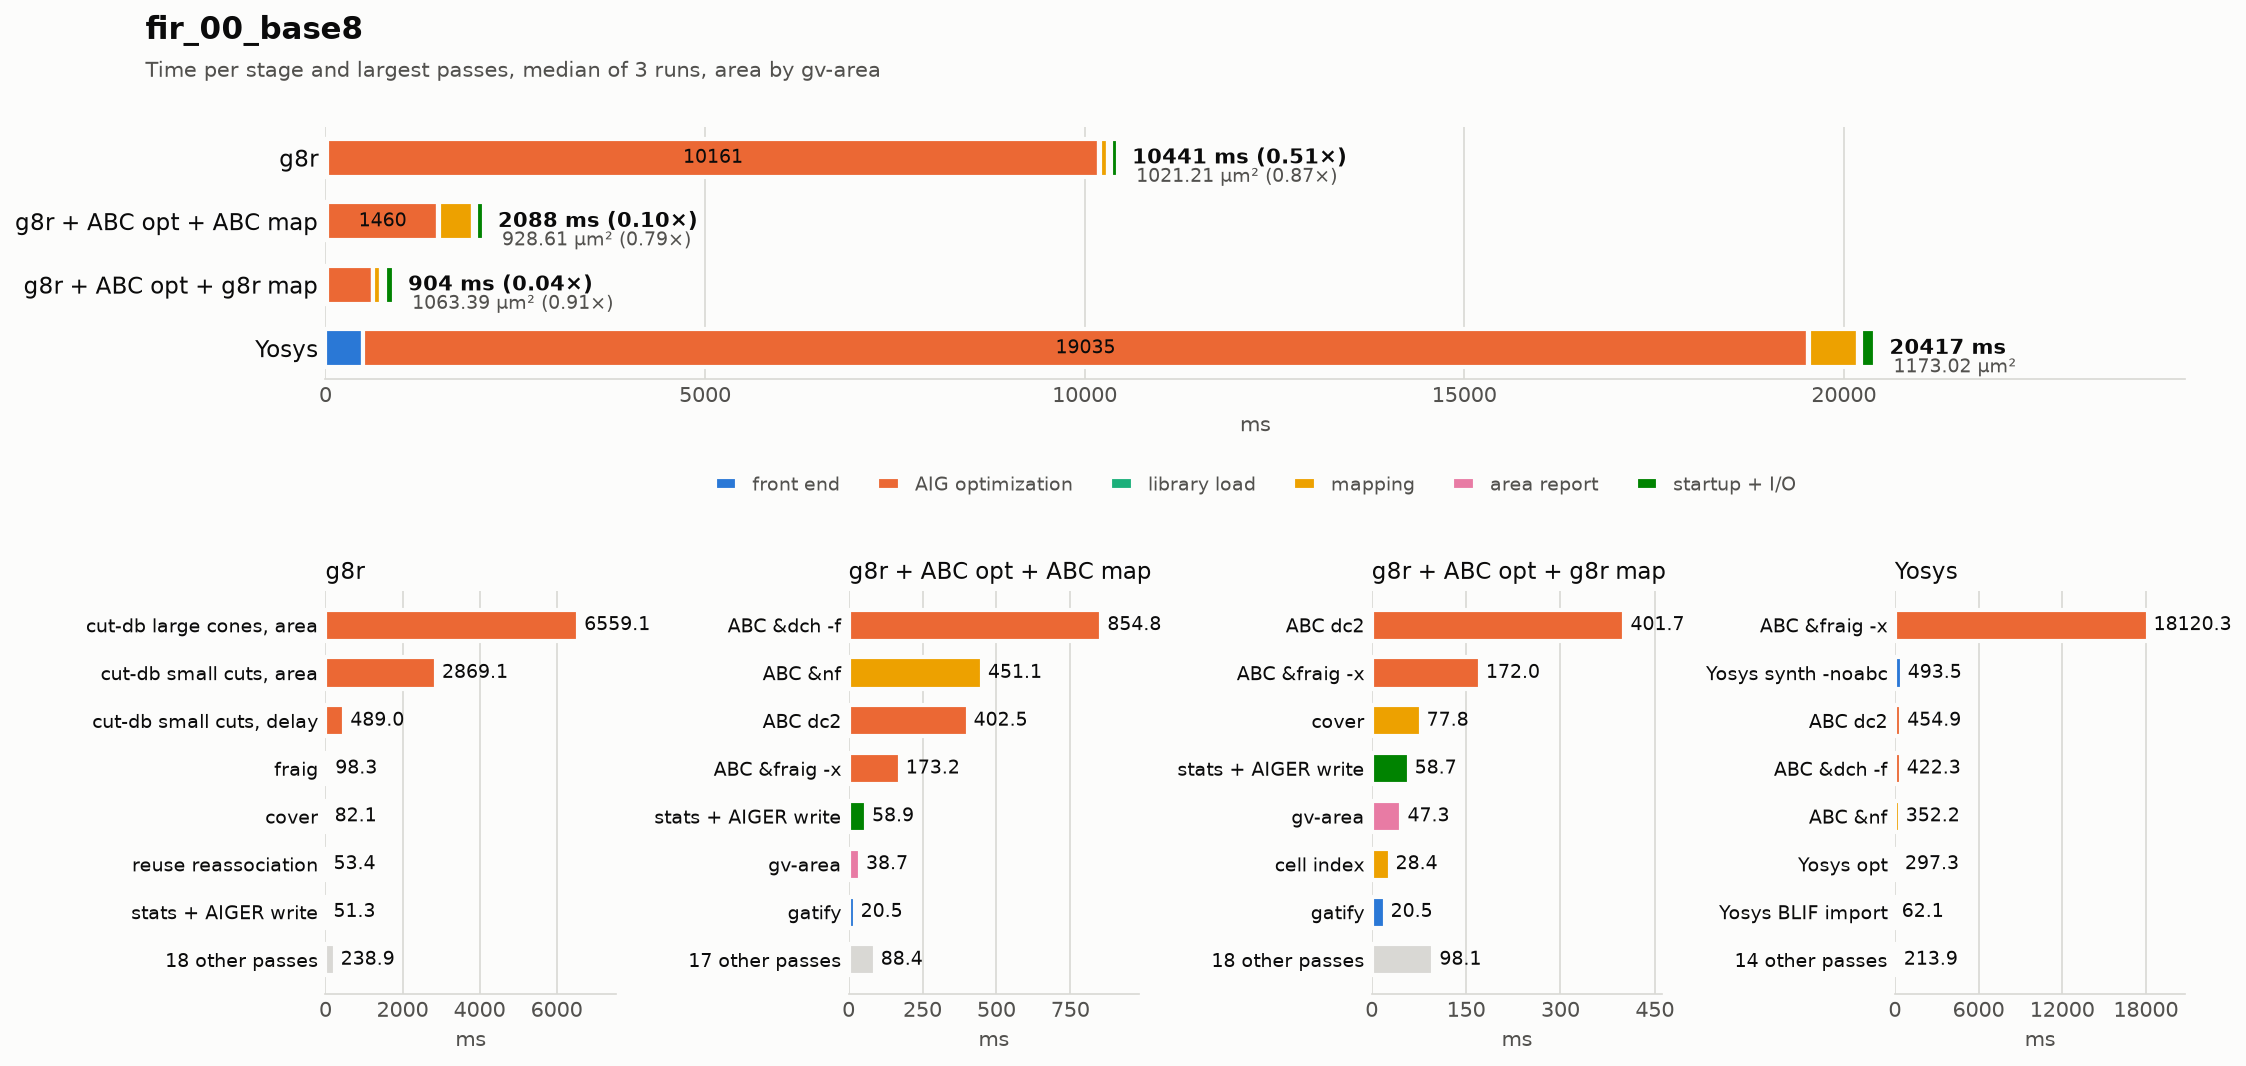 fir_00_base8
Time per stage and largest passes, median of 3 runs, area by gv-area
g8r
10161
10441 ms (0.51×)
1021.21 µm² (0.87×)
g8r + ABC opt + ABC map
1460
2088 ms (0.10×)
928.61 µm² (0.79×)
g8r + ABC opt + g8r map
904 ms (0.04×)
1063.39 µm² (0.91×)
Yosys
19035
20417 ms
1173.02 µm²
0 5000 10000 15000 20000
ms
front end AIG optimization library load mapping area report startup + I/O
g8r
cut-db large cones, area 6559.1
cut-db small cuts, area 2869.1
cut-db small cuts, delay 489.0
fraig 98.3
cover 82.1
reuse reassociation 53.4
stats + AIGER write 51.3
18 other passes 238.9
0 2000 4000 6000
ms
g8r + ABC opt + ABC map
ABC &dch -f 854.8
ABC &nf 451.1
ABC dc2 402.5
ABC &fraig -x 173.2
stats + AIGER write 58.9
gv-area 38.7
gatify 20.5
17 other passes 88.4
0 250 500 750
ms
g8r + ABC opt + g8r map
ABC dc2 401.7
ABC &fraig -x 172.0
cover 77.8
stats + AIGER write 58.7
gv-area 47.3
cell index 28.4
gatify 20.5
18 other passes 98.1
0 150 300 450
ms
Yosys
ABC &fraig -x 18120.3
Yosys synth -noabc 493.5
ABC dc2 454.9
ABC &dch -f 422.3
ABC &nf 352.2
Yosys opt 297.3
Yosys BLIF import 62.1
14 other passes 213.9
0 6000 12000 18000
ms